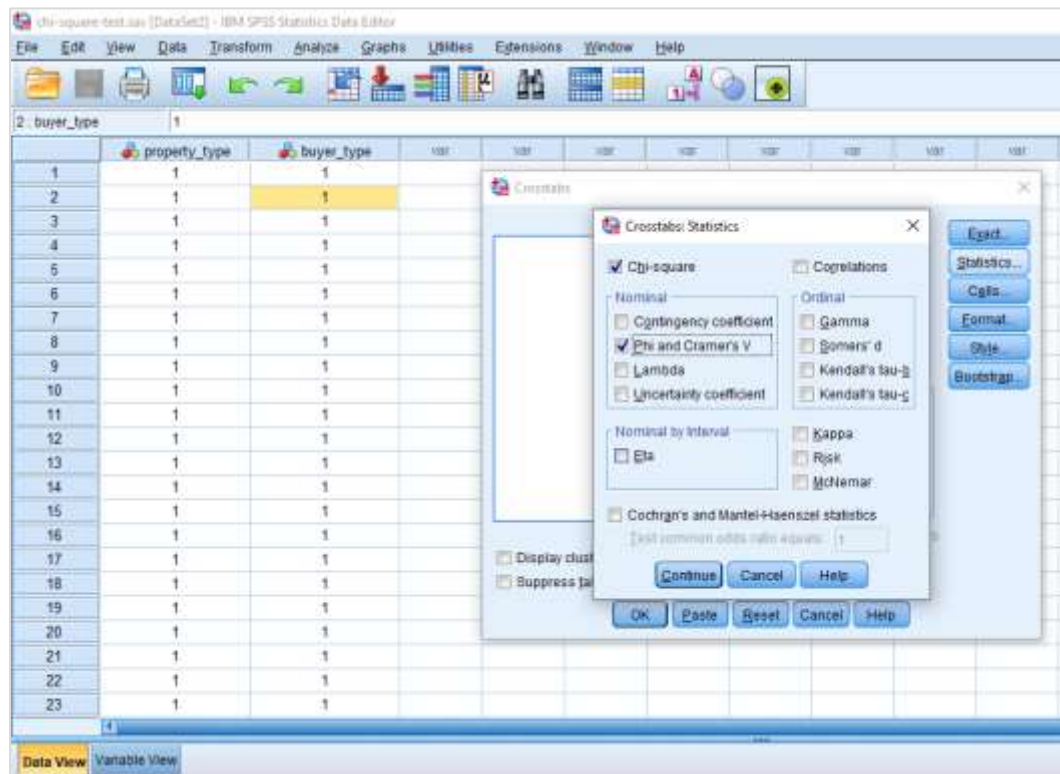 chi-square-test.sav [DataSet2] - IBM SPSS Statistics Data Editor
File Edit View Data Transform Analyze Graphs Utilities Extensions Window Help
2 : buyer_type 1
property_type buyer_type var var var var var var var var
1 1 1
2 1 1
3 1 1
4 1 1
5 1 1
6 1 1
7 1 1
8 1 1
9 1 1
10 1 1
11 1 1
12 1 1
13 1 1
14 1 1
15 1 1
16 1 1
17 1 1
18 1 1
19 1 1
20 1 1
21 1 1
22 1 1
23 1 1
Crosstabs
Exact...
Statistics...
Cells...
Format...
Style...
Bootstrap...
Display clust
Suppress ta
OK Paste Reset Cancel Help
Crosstabs: Statistics
Chi-square Correlations
Nominal Ordinal
Contingency coefficient Gamma
Phi and Cramer's V Somers' d
Lambda Kendall's tau-b
Uncertainty coefficient Kendall's tau-c
Nominal by Interval Kappa
Eta Risk
McNemar
Cochran's and Mantel-Haenszel statistics
Test common odds ratio equals: 1
Continue Cancel Help
Data View Variable View